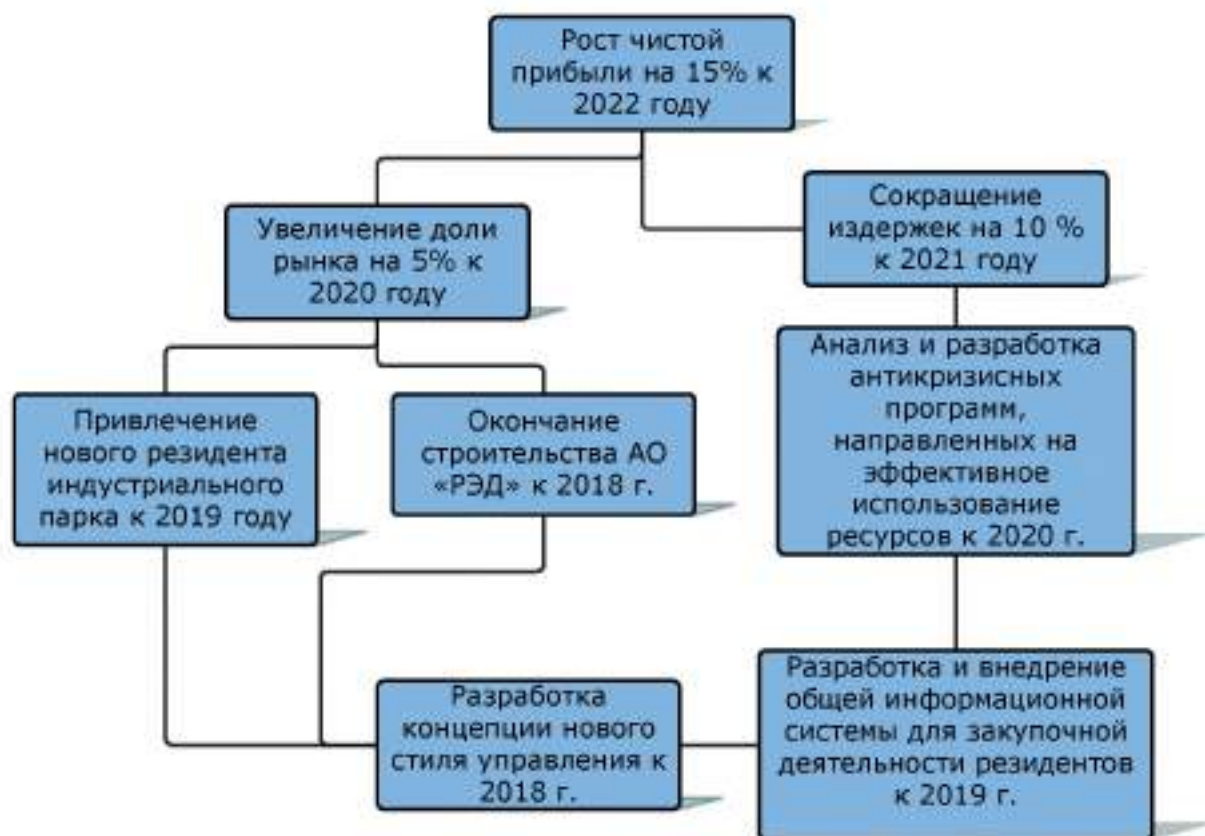 Рост чистой
прибыли на 15% к
2022 году
Сокращение
издержек на 10 %
к 2021 году
Увеличение доли
рынка на 5% к
2020 году
Анализ и разработка
антикризисных
программ,
направленных на
эффективное
использование
ресурсов к 2020 г.
Привлечение
нового резидента
индустриального
парка к 2019 году
Окончание
строительства АО
«РЭД» к 2018 г.
Разработка
концепции нового
стиля управления к
2018 г.
Разработка и внедрение
общей информационной
системы для закупочной
деятельности резидентов
к 2019 г.